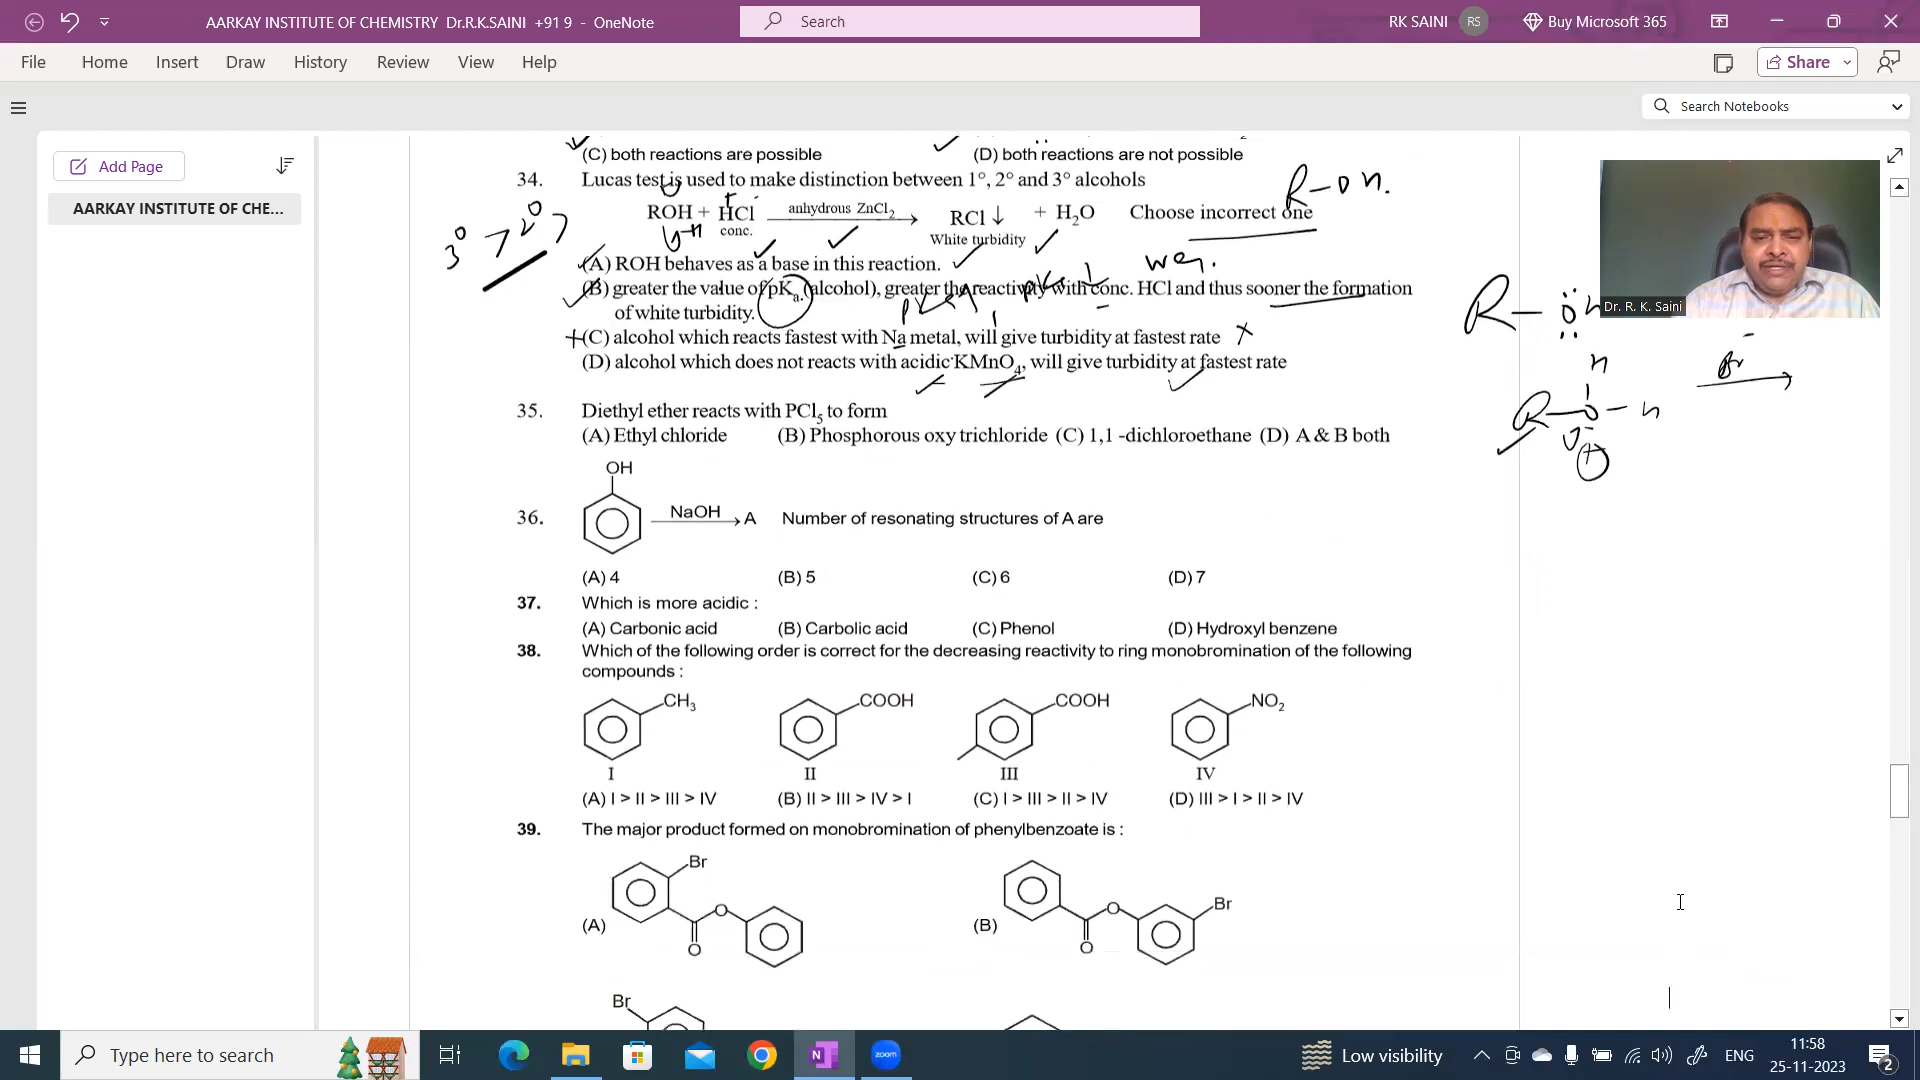 AARKAY INSTITUTE OF CHEMISTRY Dr.R.K.SAINI +91 9 - OneNote
Search
RK SAINI
RS
Buy Microsoft 365
File Home Insert Draw History Review View Help
Share
Search Notebooks
Add Page
AARKAY INSTITUTE OF CHE...
(C) both reactions are possible (D) both reactions are not possible
34. Lucas test is used to make distinction between 1°, 2° and 3° alcohols
R-OH.
ROH + HCl conc. anhydrous ZnCl2 RCl ↓ White turbidity + H2O Choose incorrect one
3° > 2° >
(A) ROH behaves as a base in this reaction.
(B) greater the value of pKa (alcohol), greater the reactivity with conc. HCl and thus sooner the formation
of white turbidity.
(C) alcohol which reacts fastest with Na metal, will give turbidity at fastest rate
(D) alcohol which does not reacts with acidic KMnO4, will give turbidity at fastest rate
Dr. R. K. Saini
35. Diethyl ether reacts with PCl5 to form
(A) Ethyl chloride (B) Phosphorous oxy trichloride (C) 1,1 -dichloroethane (D) A & B both
OH
36. NaOH A Number of resonating structures of A are
(A) 4 (B) 5 (C) 6 (D) 7
37. Which is more acidic :
(A) Carbonic acid (B) Carbolic acid (C) Phenol (D) Hydroxyl benzene
38. Which of the following order is correct for the decreasing reactivity to ring monobromination of the following
compounds :
CH3 COOH COOH NO2
I II III IV
(A) I > II > III > IV (B) II > III > IV > I (C) I > III > II > IV (D) III > I > II > IV
39. The major product formed on monobromination of phenylbenzoate is :
Br
(A) O O
(B) O O Br
Br
Type here to search
zoom
Low visibility
ENG
11:58
25-11-2023
2